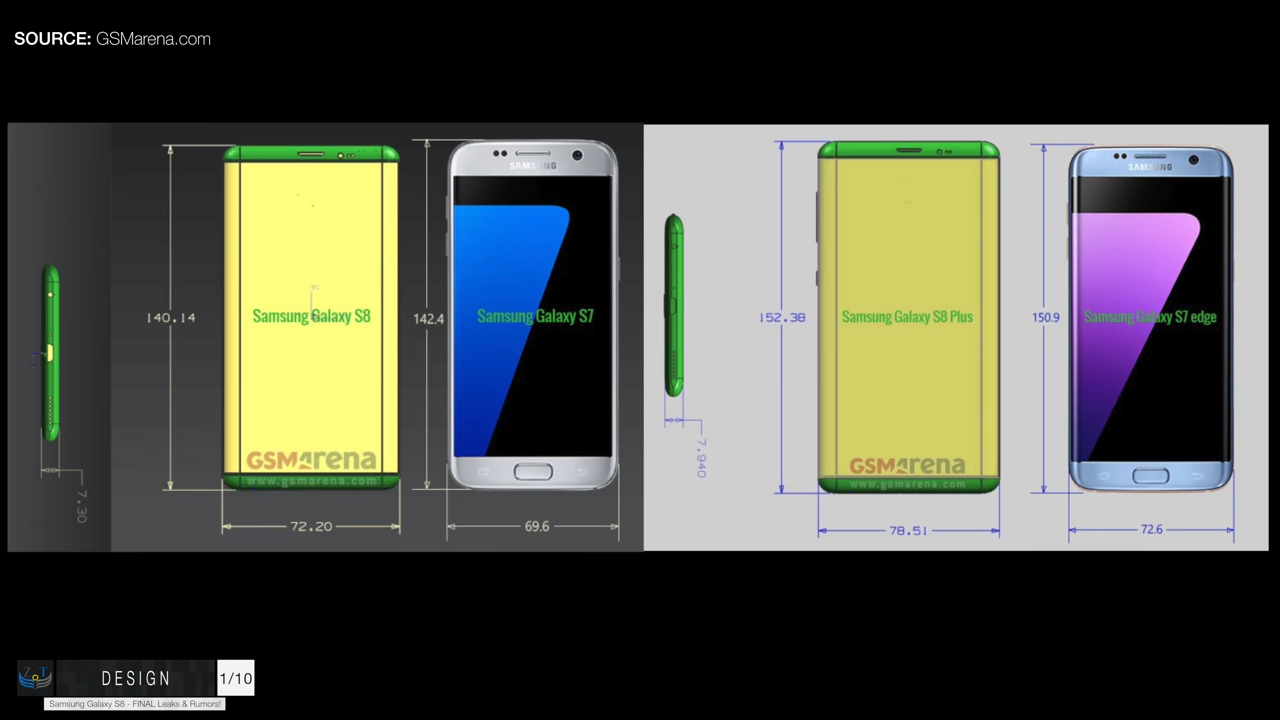 SOURCE: GSMarena.com
SAMSUNG
SAMSUNG
140.14
Samsung Galaxy S8
142.4
Samsung Galaxy S7
152.38
Samsung Galaxy S8 Plus
150.9
Samsung Galaxy S7 edge
GSMArena
www.gsmarena.com
GSMArena
www.gsmarena.com
7.30
7.940
72.20
69.6
78.51
72.6
DESIGN
1/10
Samsung Galaxy S8 - FINAL Leaks & Rumors!